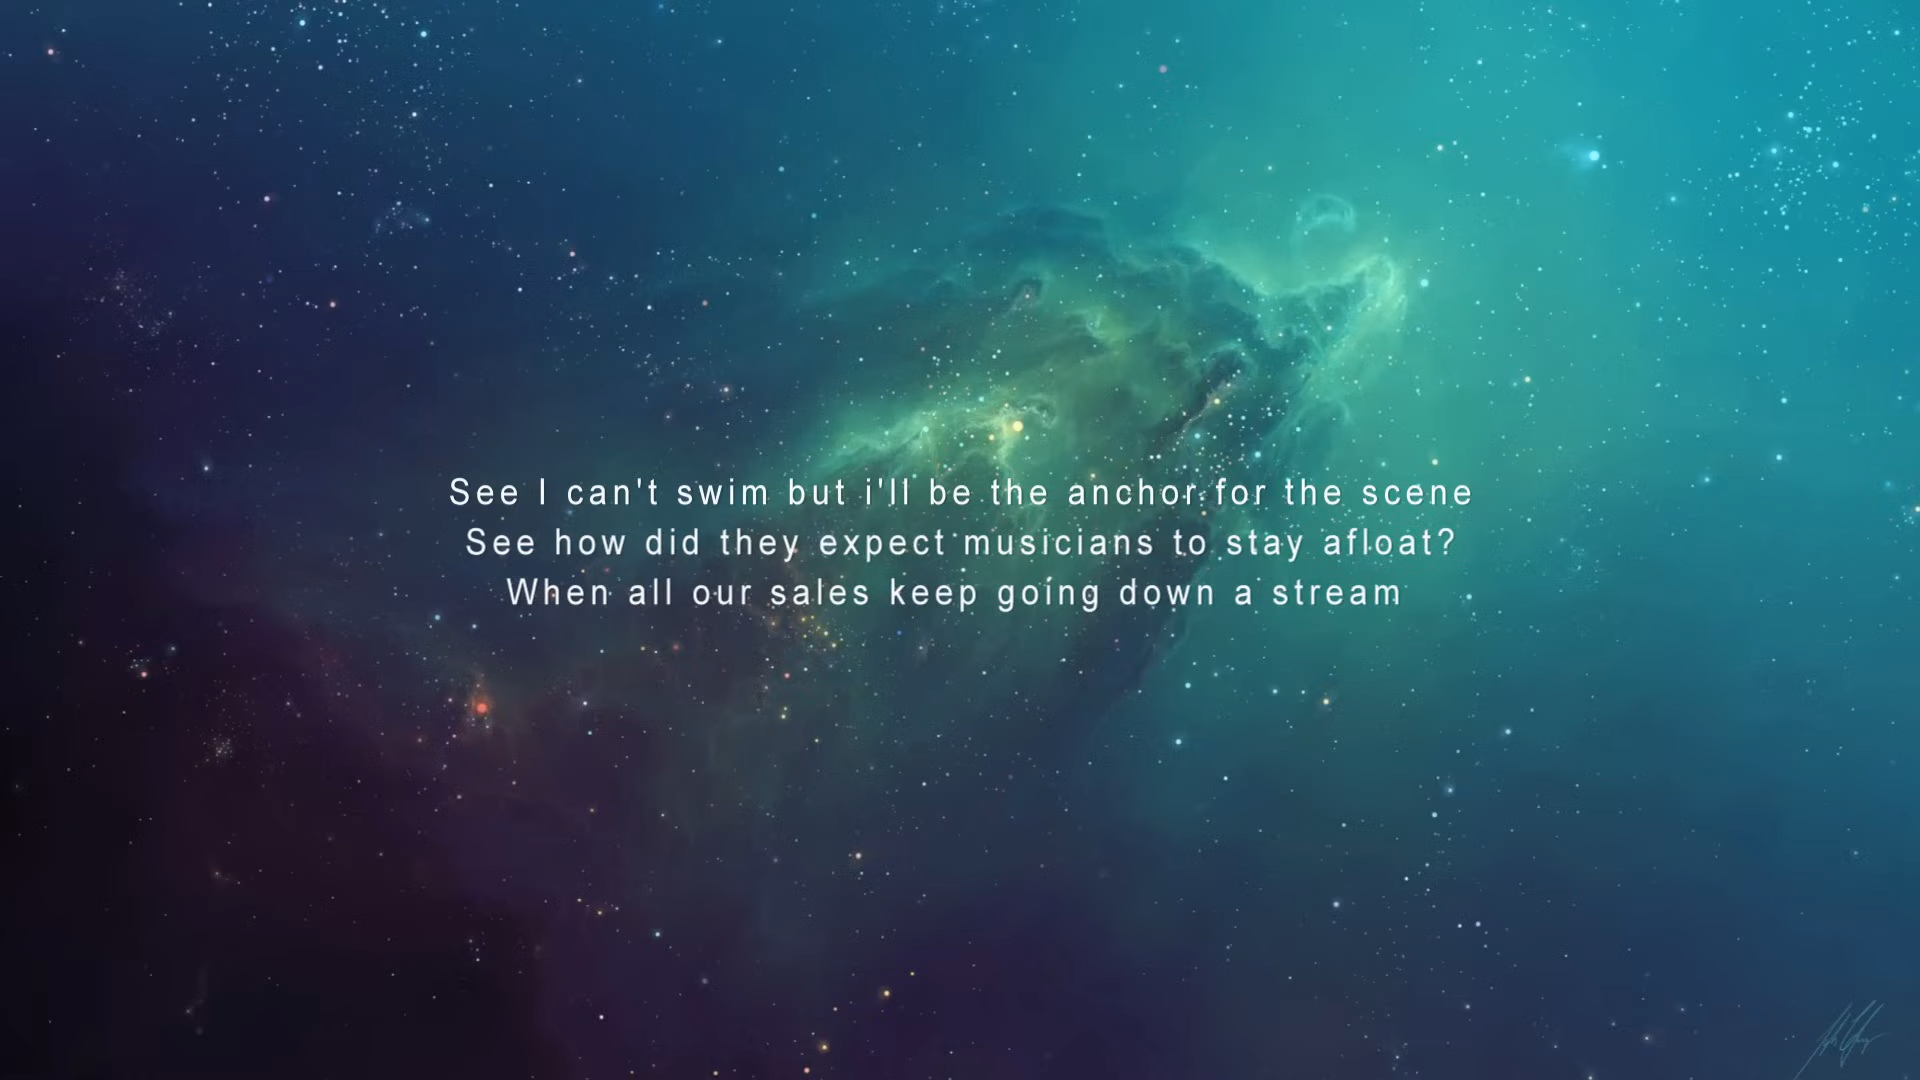 See I can't swim but i'll be the anchor for the scene
See how did they expect musicians to stay afloat?
When all our sales keep going down a stream